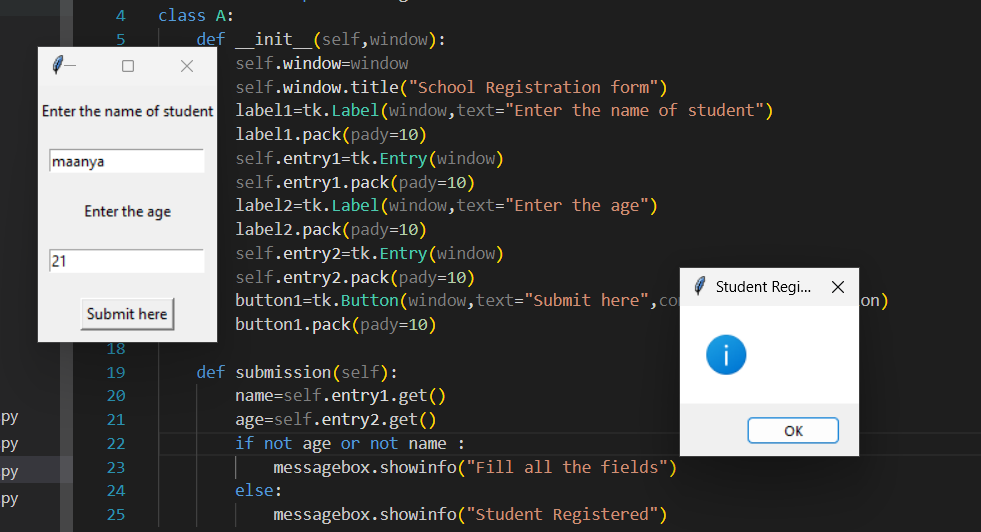 4 class A:
5 def __init__(self,window):
self.window=window
self.window.title("School Registration form")
label1=tk.Label(window,text="Enter the name of student")
label1.pack(pady=10)
self.entry1=tk.Entry(window)
self.entry1.pack(pady=10)
label2=tk.Label(window,text="Enter the age")
label2.pack(pady=10)
self.entry2=tk.Entry(window)
self.entry2.pack(pady=10)
button1=tk.Button(window,text="Submit here",co on)
button1.pack(pady=10)
18
19 def submission(self):
20 name=self.entry1.get()
21 age=self.entry2.get()
22 if not age or not name :
23 messagebox.showinfo("Fill all the fields")
24 else:
25 messagebox.showinfo("Student Registered")
Enter the name of student
maanya
Enter the age
21
Submit here
Student Regi...
i
OK
py
py
py
py